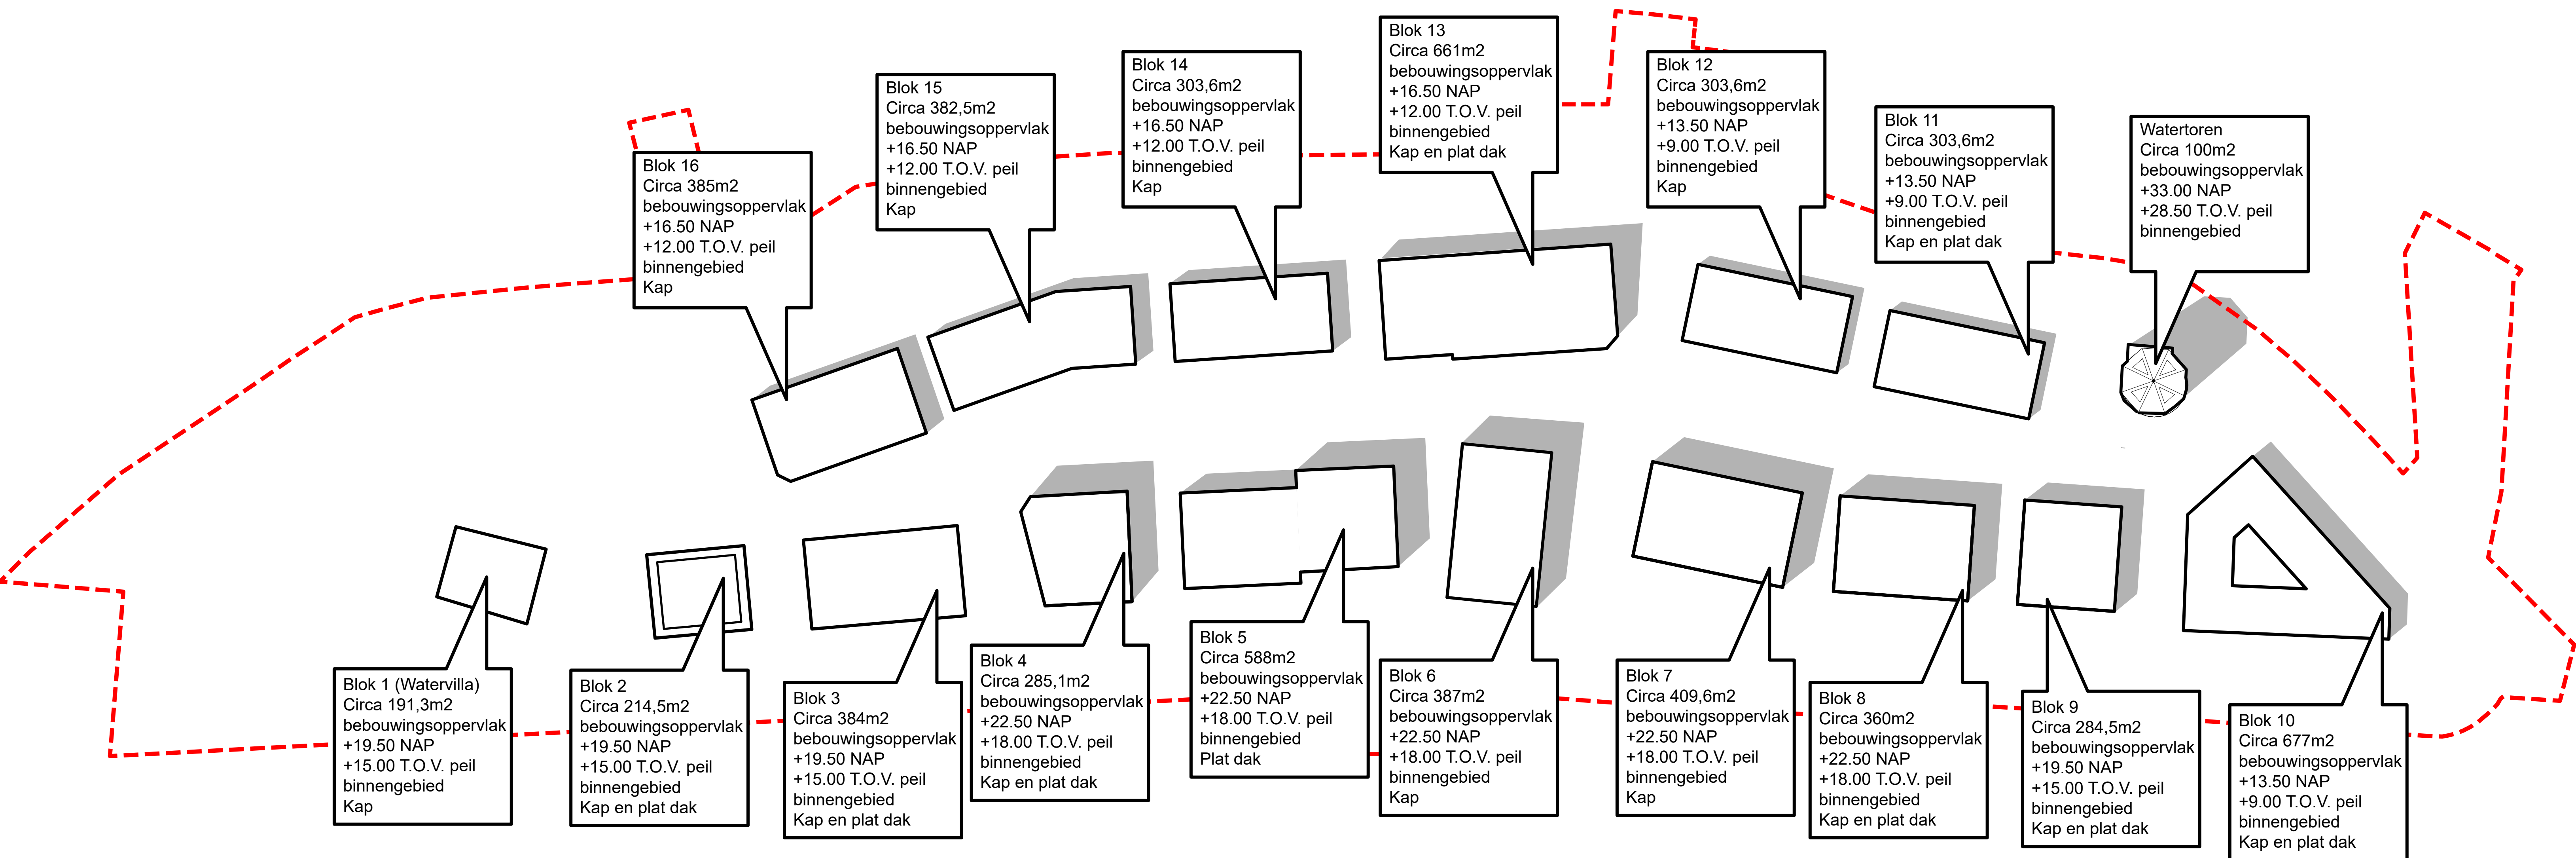 Blok 13
Circa 661m2
bebouwingsoppervlak
+16.50 NAP
+12.00 T.O.V. peil
binnengebied
Kap en plat dak
Blok 14
Circa 303,6m2
bebouwingsoppervlak
+16.50 NAP
+12.00 T.O.V. peil
binnengebied
Kap
Blok 12
Circa 303,6m2
bebouwingsoppervlak
+13.50 NAP
+9.00 T.O.V. peil
binnengebied
Kap
Blok 15
Circa 382,5m2
bebouwingsoppervlak
+16.50 NAP
+12.00 T.O.V. peil
binnengebied
Kap
Blok 11
Circa 303,6m2
bebouwingsoppervlak
+13.50 NAP
+9.00 T.O.V. peil
binnengebied
Kap en plat dak
Watertoren
Circa 100m2
bebouwingsoppervlak
+33.00 NAP
+28.50 T.O.V. peil
binnengebied
Blok 16
Circa 385m2
bebouwingsoppervlak
+16.50 NAP
+12.00 T.O.V. peil
binnengebied
Kap
Blok 1 (Watervilla)
Circa 191,3m2
bebouwingsoppervlak
+19.50 NAP
+15.00 T.O.V. peil
binnengebied
Kap
Blok 2
Circa 214,5m2
bebouwingsoppervlak
+19.50 NAP
+15.00 T.O.V. peil
binnengebied
Kap en plat dak
Blok 3
Circa 384m2
bebouwingsoppervlak
+19.50 NAP
+15.00 T.O.V. peil
binnengebied
Kap en plat dak
Blok 4
Circa 285,1m2
bebouwingsoppervlak
+22.50 NAP
+18.00 T.O.V. peil
binnengebied
Kap en plat dak
Blok 5
Circa 588m2
bebouwingsoppervlak
+22.50 NAP
+18.00 T.O.V. peil
binnengebied
Plat dak
Blok 6
Circa 387m2
bebouwingsoppervlak
+22.50 NAP
+18.00 T.O.V. peil
binnengebied
Kap
Blok 7
Circa 409,6m2
bebouwingsoppervlak
+22.50 NAP
+18.00 T.O.V. peil
binnengebied
Kap
Blok 8
Circa 360m2
bebouwingsoppervlak
+22.50 NAP
+18.00 T.O.V. peil
binnengebied
Kap en plat dak
Blok 9
Circa 284,5m2
bebouwingsoppervlak
+19.50 NAP
+15.00 T.O.V. peil
binnengebied
Kap en plat dak
Blok 10
Circa 677m2
bebouwingsoppervlak
+13.50 NAP
+9.00 T.O.V. peil
binnengebied
Kap en plat dak